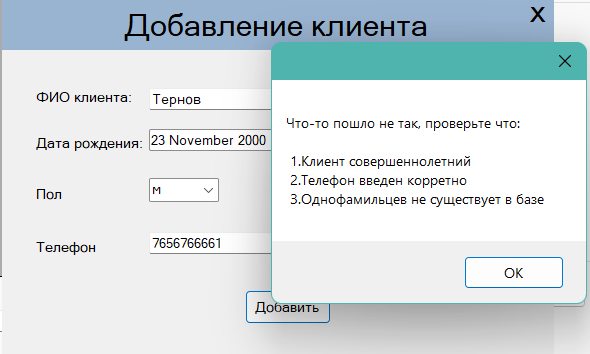 Добавление клиента
X
ФИО клиента:
Тернов
Дата рождения:
23 November 2000
Пол
м
Телефон
7656766661
Добавить
Что-то пошло не так, проверьте что:
1.Клиент совершеннолетний
2.Телефон введен корретно
3.Однофамильцев не существует в базе
OK